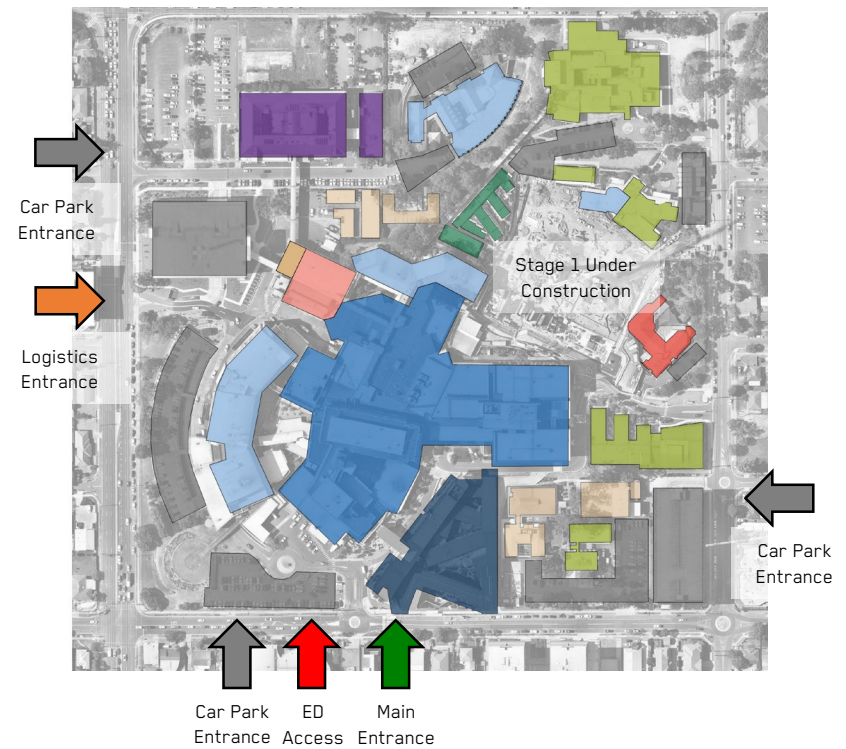 Car Park
Entrance
Stage 1 Under
Construction
Logistics
Entrance
Car Park
Entrance
Car Park
Entrance
ED
Access
Main
Entrance